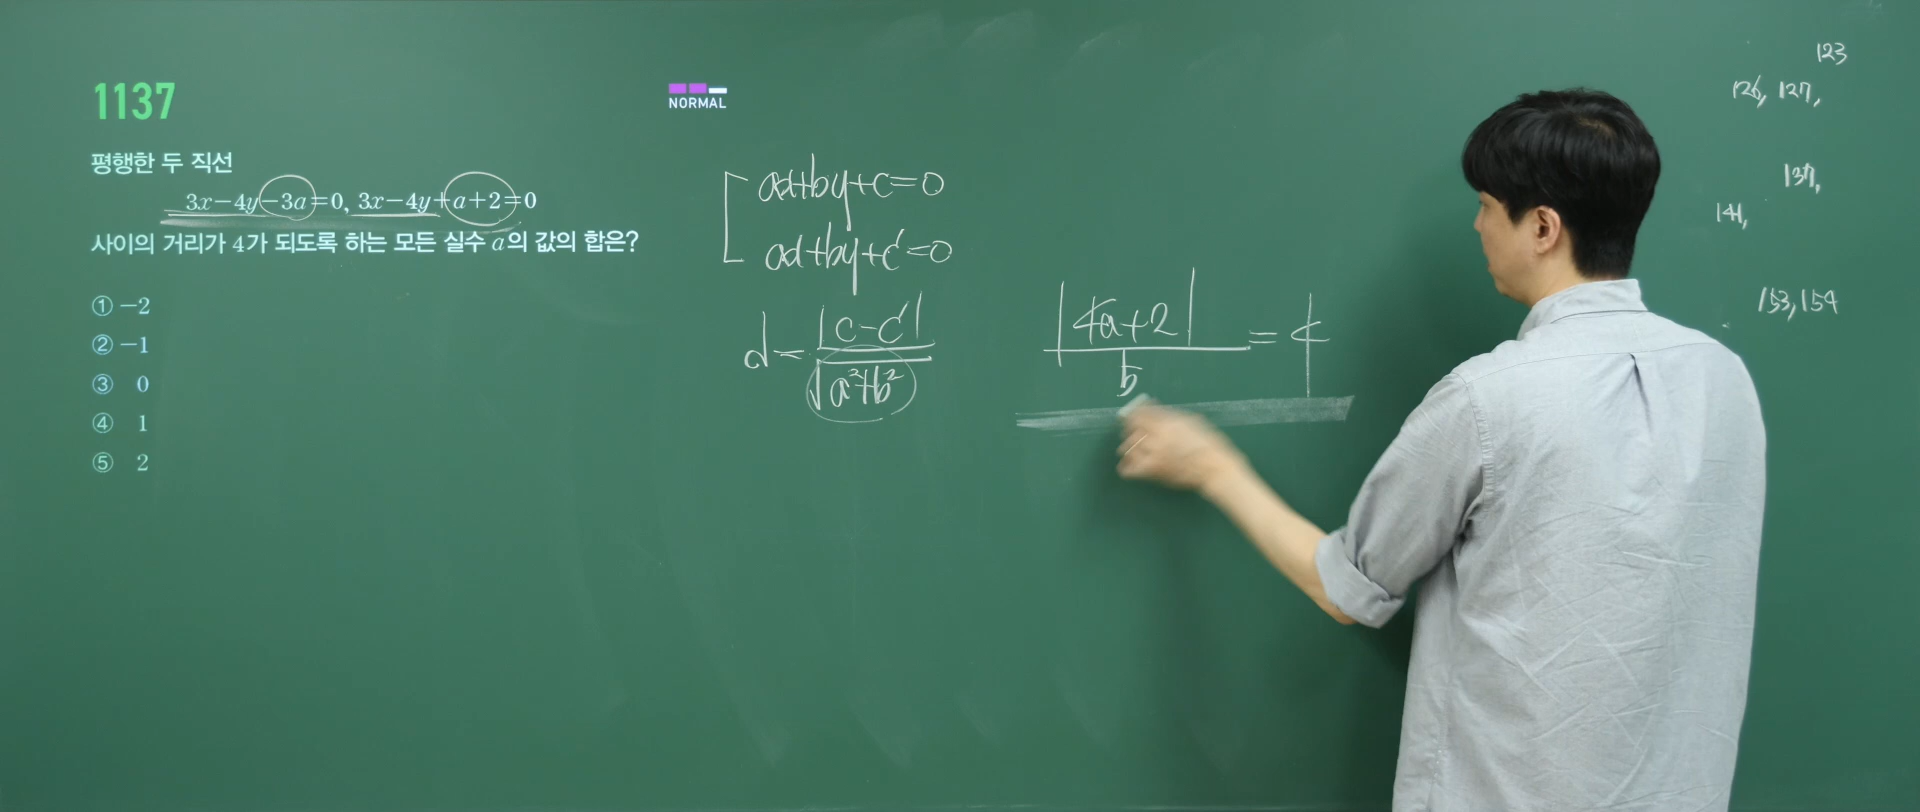 1137
NORMAL
평행한 두 직선
3x-4y-3a=0, 3x-4y+a+2=0
사이의 거리가 4가 되도록 하는 모든 실수 a의 값의 합은?
① -2
② -1
③ 0
④ 1
⑤ 2
ax+by+c=0
ax+by+c'=0
d=|c-c'|/√(a²+b²)
|4a+2|/5=4
123
126, 127,
137,
141,
153, 154